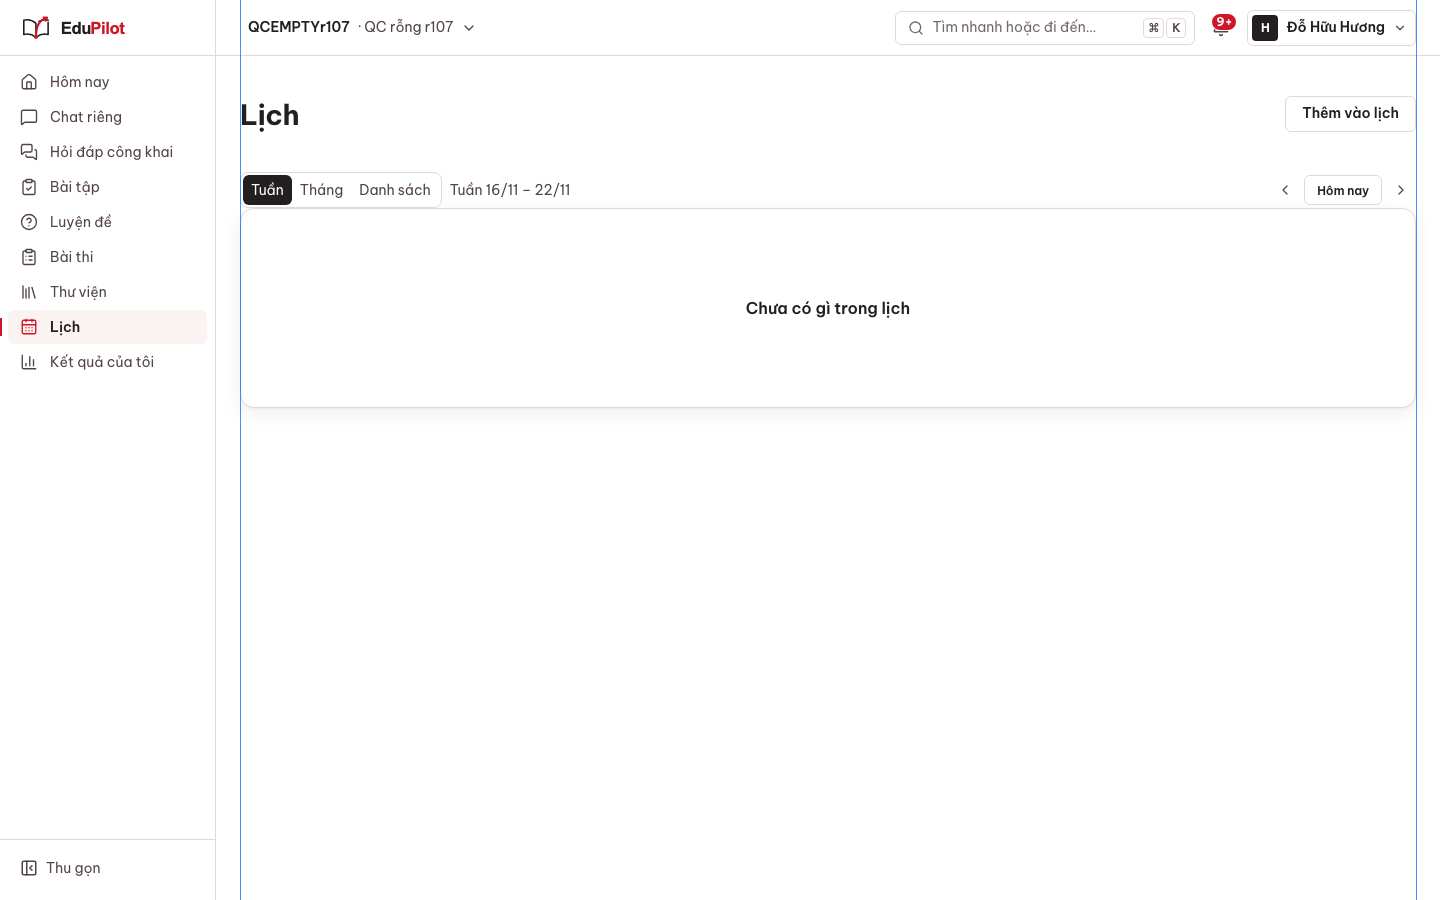 EduPilot
QCEMPTYr107 · QC rỗng r107
Tìm nhanh hoặc đi đến... ⌘ K
9+
H Đỗ Hữu Hương
Hôm nay
Chat riêng
Hỏi đáp công khai
Bài tập
Luyện đề
Bài thi
Thư viện
Lịch
Kết quả của tôi
Thu gọn
Lịch
Thêm vào lịch
Tuần Tháng Danh sách Tuần 16/11 – 22/11
Hôm nay
Chưa có gì trong lịch